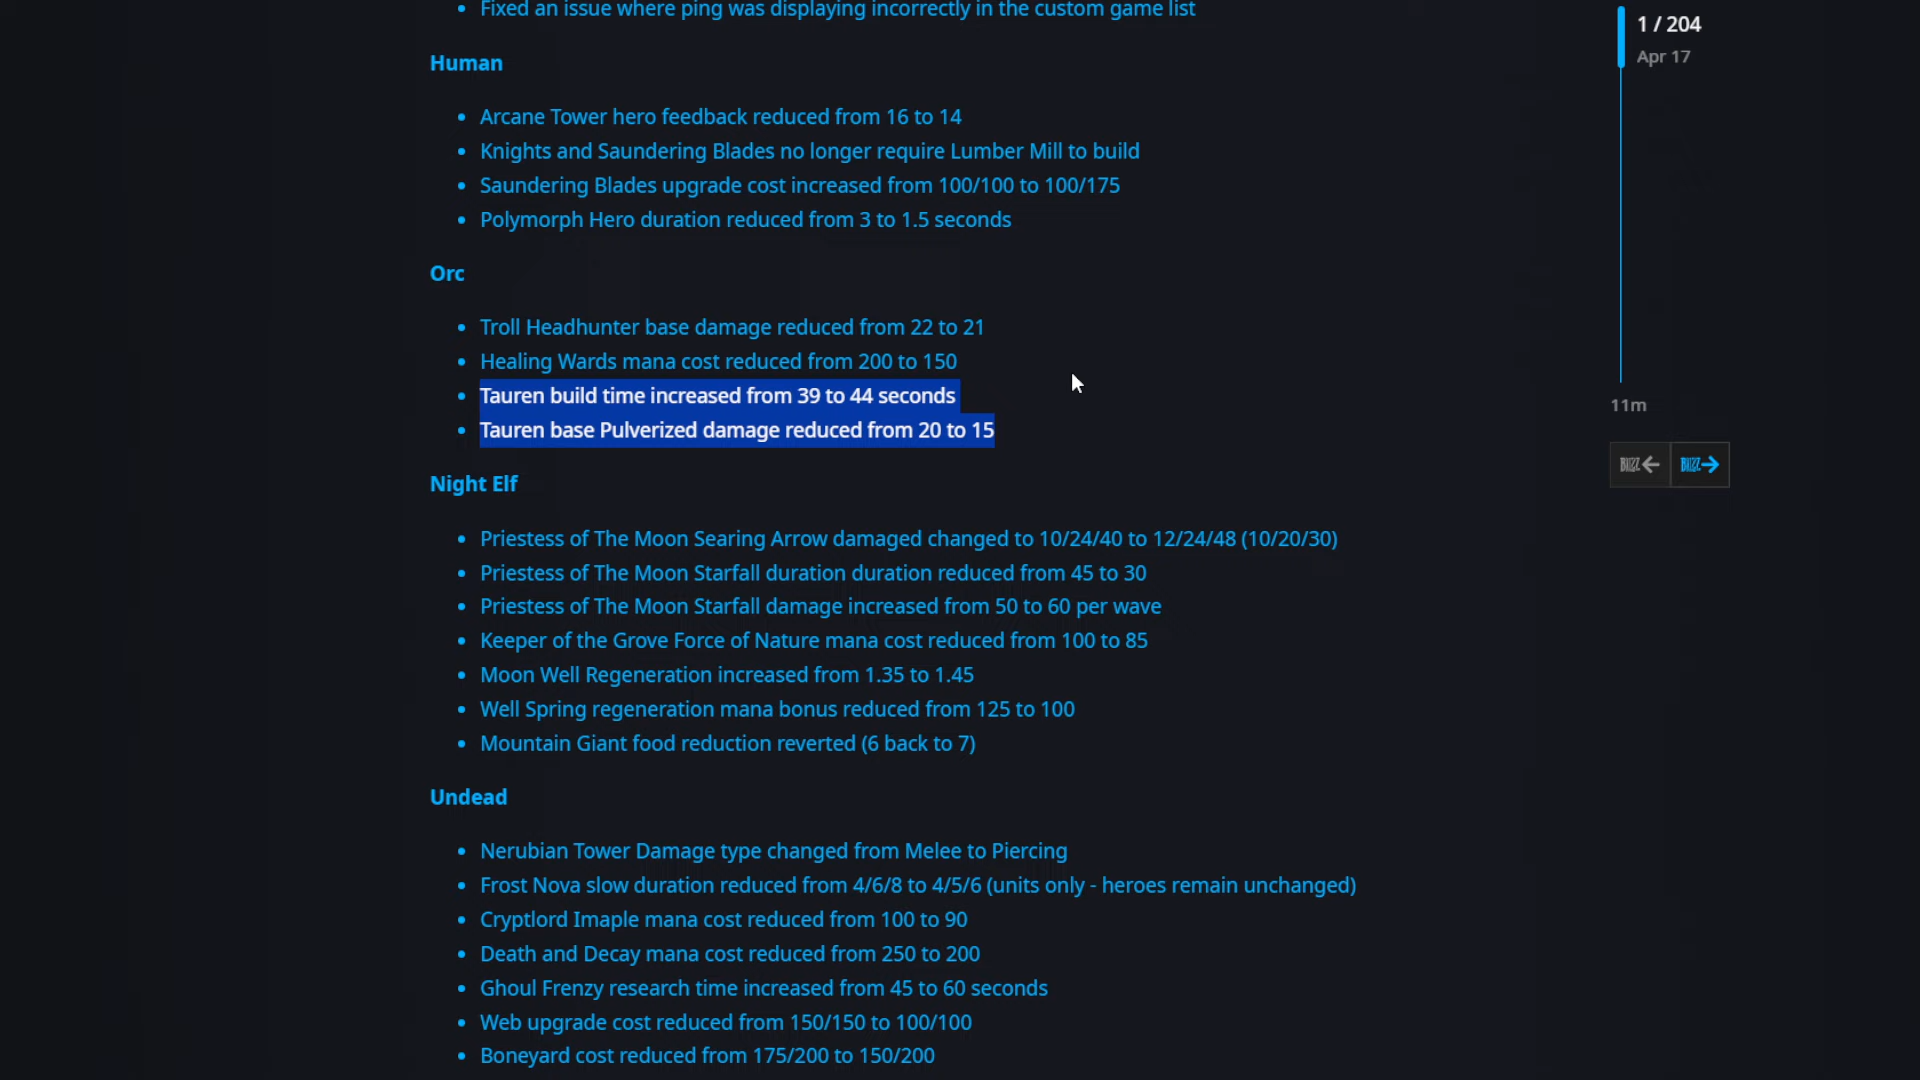 Fixed an issue where ping was displaying incorrectly in the custom game list
Human
Arcane Tower hero feedback reduced from 16 to 14
Knights and Saundering Blades no longer require Lumber Mill to build
Saundering Blades upgrade cost increased from 100/100 to 100/175
Polymorph Hero duration reduced from 3 to 1.5 seconds
Orc
Troll Headhunter base damage reduced from 22 to 21
Healing Wards mana cost reduced from 200 to 150
Tauren build time increased from 39 to 44 seconds
Tauren base Pulverized damage reduced from 20 to 15
Night Elf
Priestess of The Moon Searing Arrow damaged changed to 10/24/40 to 12/24/48 (10/20/30)
Priestess of The Moon Starfall duration duration reduced from 45 to 30
Priestess of The Moon Starfall damage increased from 50 to 60 per wave
Keeper of the Grove Force of Nature mana cost reduced from 100 to 85
Moon Well Regeneration increased from 1.35 to 1.45
Well Spring regeneration mana bonus reduced from 125 to 100
Mountain Giant food reduction reverted (6 back to 7)
Undead
Nerubian Tower Damage type changed from Melee to Piercing
Frost Nova slow duration reduced from 4/6/8 to 4/5/6 (units only - heroes remain unchanged)
Cryptlord Imaple mana cost reduced from 100 to 90
Death and Decay mana cost reduced from 250 to 200
Ghoul Frenzy research time increased from 45 to 60 seconds
Web upgrade cost reduced from 150/150 to 100/100
Boneyard cost reduced from 175/200 to 150/200
1 / 204
Apr 17
11m
BLIZZ
BLIZZ